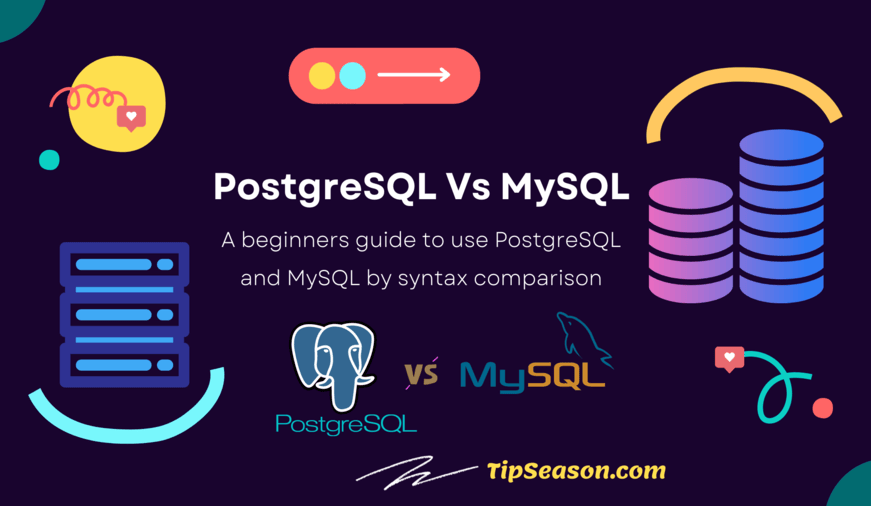 PostgreSQL Vs MySQL
A beginners guide to use PostgreSQL
and MySQL by syntax comparison
vs
MySQL
PostgreSQL
TipSeason.com